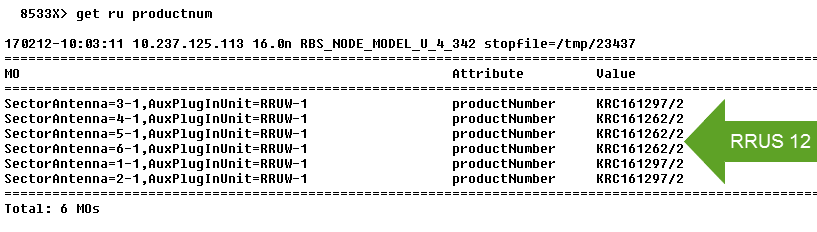 8533X> get ru productnum
170212-10:03:11 10.237.125.113 16.0n RBS_NODE_MODEL_U_4_342 stopfile=/tmp/23437
=================================================================================
MO Attribute Value
=================================================================================
SectorAntenna=3-1,AuxPlugInUnit=RRUW-1 productNumber KRC161297/2
SectorAntenna=4-1,AuxPlugInUnit=RRUW-1 productNumber KRC161262/2
SectorAntenna=5-1,AuxPlugInUnit=RRUW-1 productNumber KRC161262/2
SectorAntenna=6-1,AuxPlugInUnit=RRUW-1 productNumber KRC161262/2
SectorAntenna=1-1,AuxPlugInUnit=RRUW-1 productNumber KRC161297/2
SectorAntenna=2-1,AuxPlugInUnit=RRUW-1 productNumber KRC161297/2
=================================================================================
Total: 6 MOs
RRUS 12